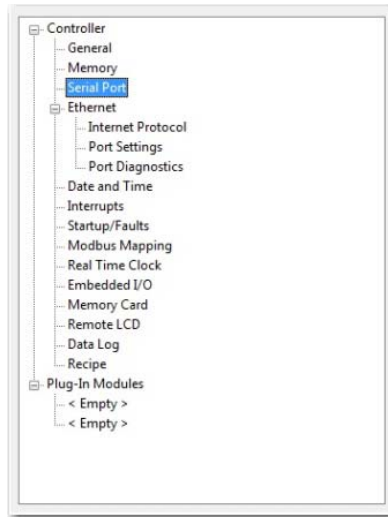 Controller
General
Memory
Serial Port
Ethernet
Internet Protocol
Port Settings
Port Diagnostics
Date and Time
Interrupts
Startup/Faults
Modbus Mapping
Real Time Clock
Embedded I/O
Memory Card
Remote LCD
Data Log
Recipe
Plug-In Modules
< Empty >
< Empty >